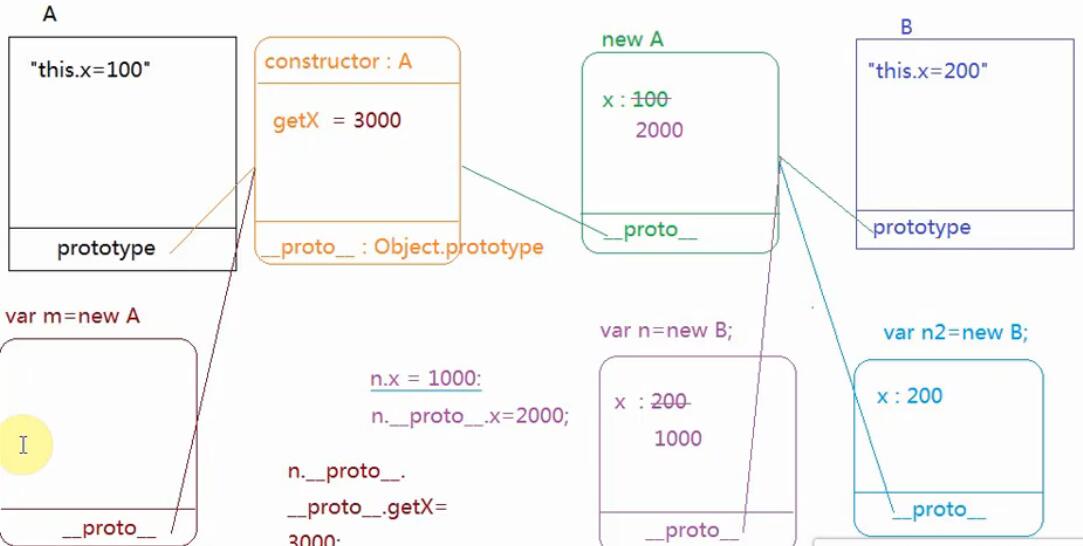 A
"this.x=100"
prototype
constructor : A
getX = 3000
__proto__ : Object.prototype
new A
x : 100
2000
__proto__
B
"this.x=200"
prototype
var m=new A
__proto__
n.x = 1000;
n.__proto__.x=2000;
n.__proto__.
__proto__.getX=
3000;
var n=new B;
x : 200
1000
__proto__
var n2=new B;
x : 200
__proto__